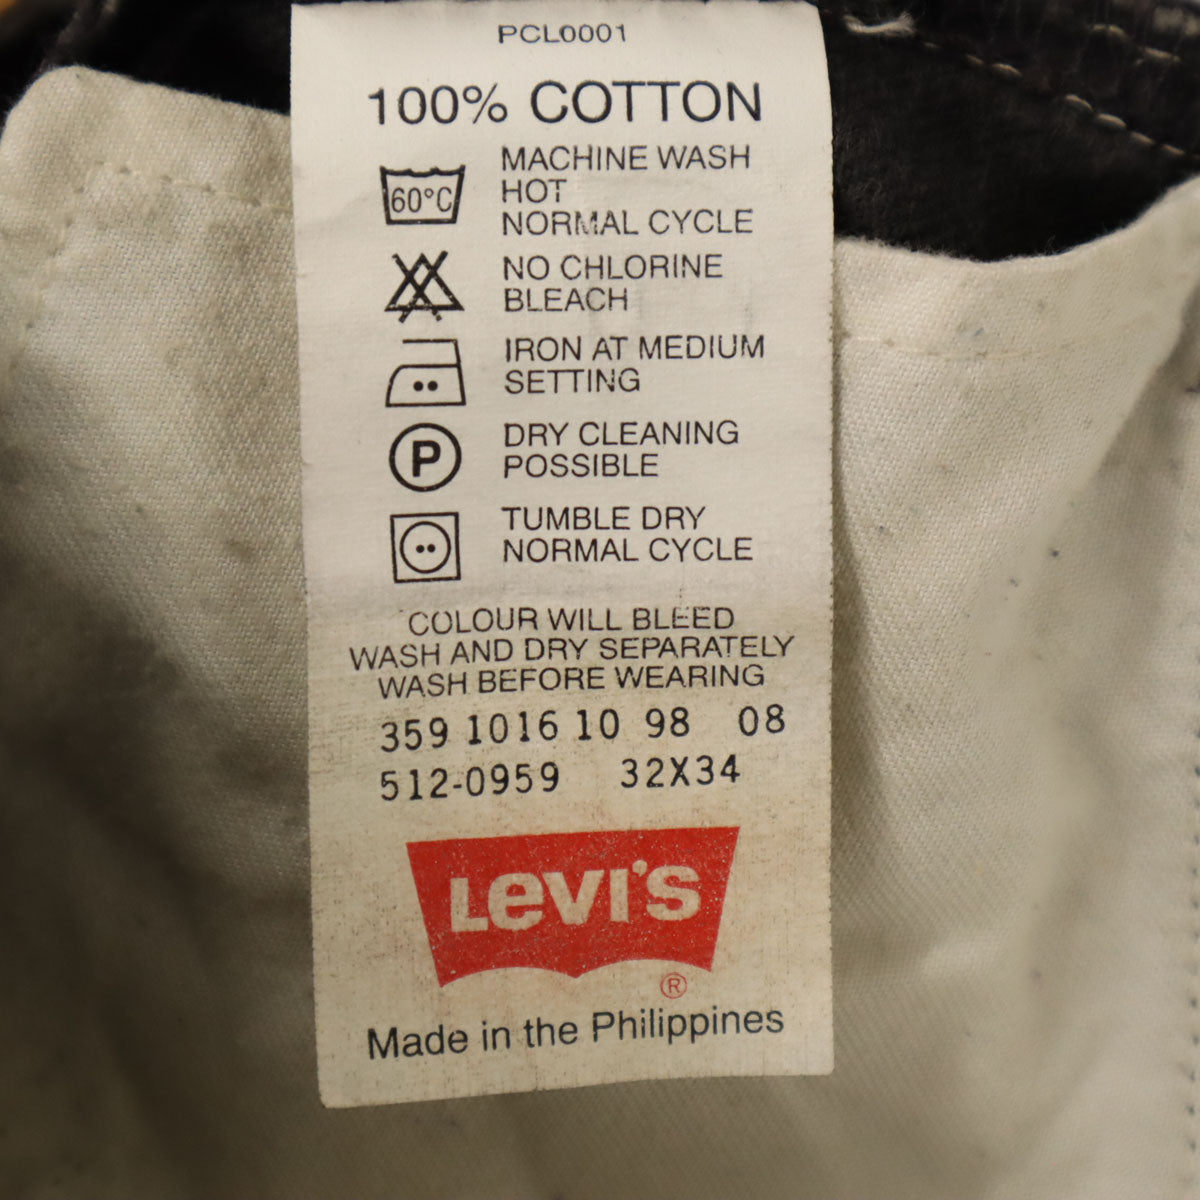 PCL0001
100% COTTON
60°C
MACHINE WASH
HOT
NORMAL CYCLE
NO CHLORINE
BLEACH
IRON AT MEDIUM
SETTING
P
DRY CLEANING
POSSIBLE
TUMBLE DRY
NORMAL CYCLE
COLOUR WILL BLEED
WASH AND DRY SEPARATELY
WASH BEFORE WEARING
359 1016 10 98 08
512-0959 32X34
LEVI'S
®
Made in the Philippines